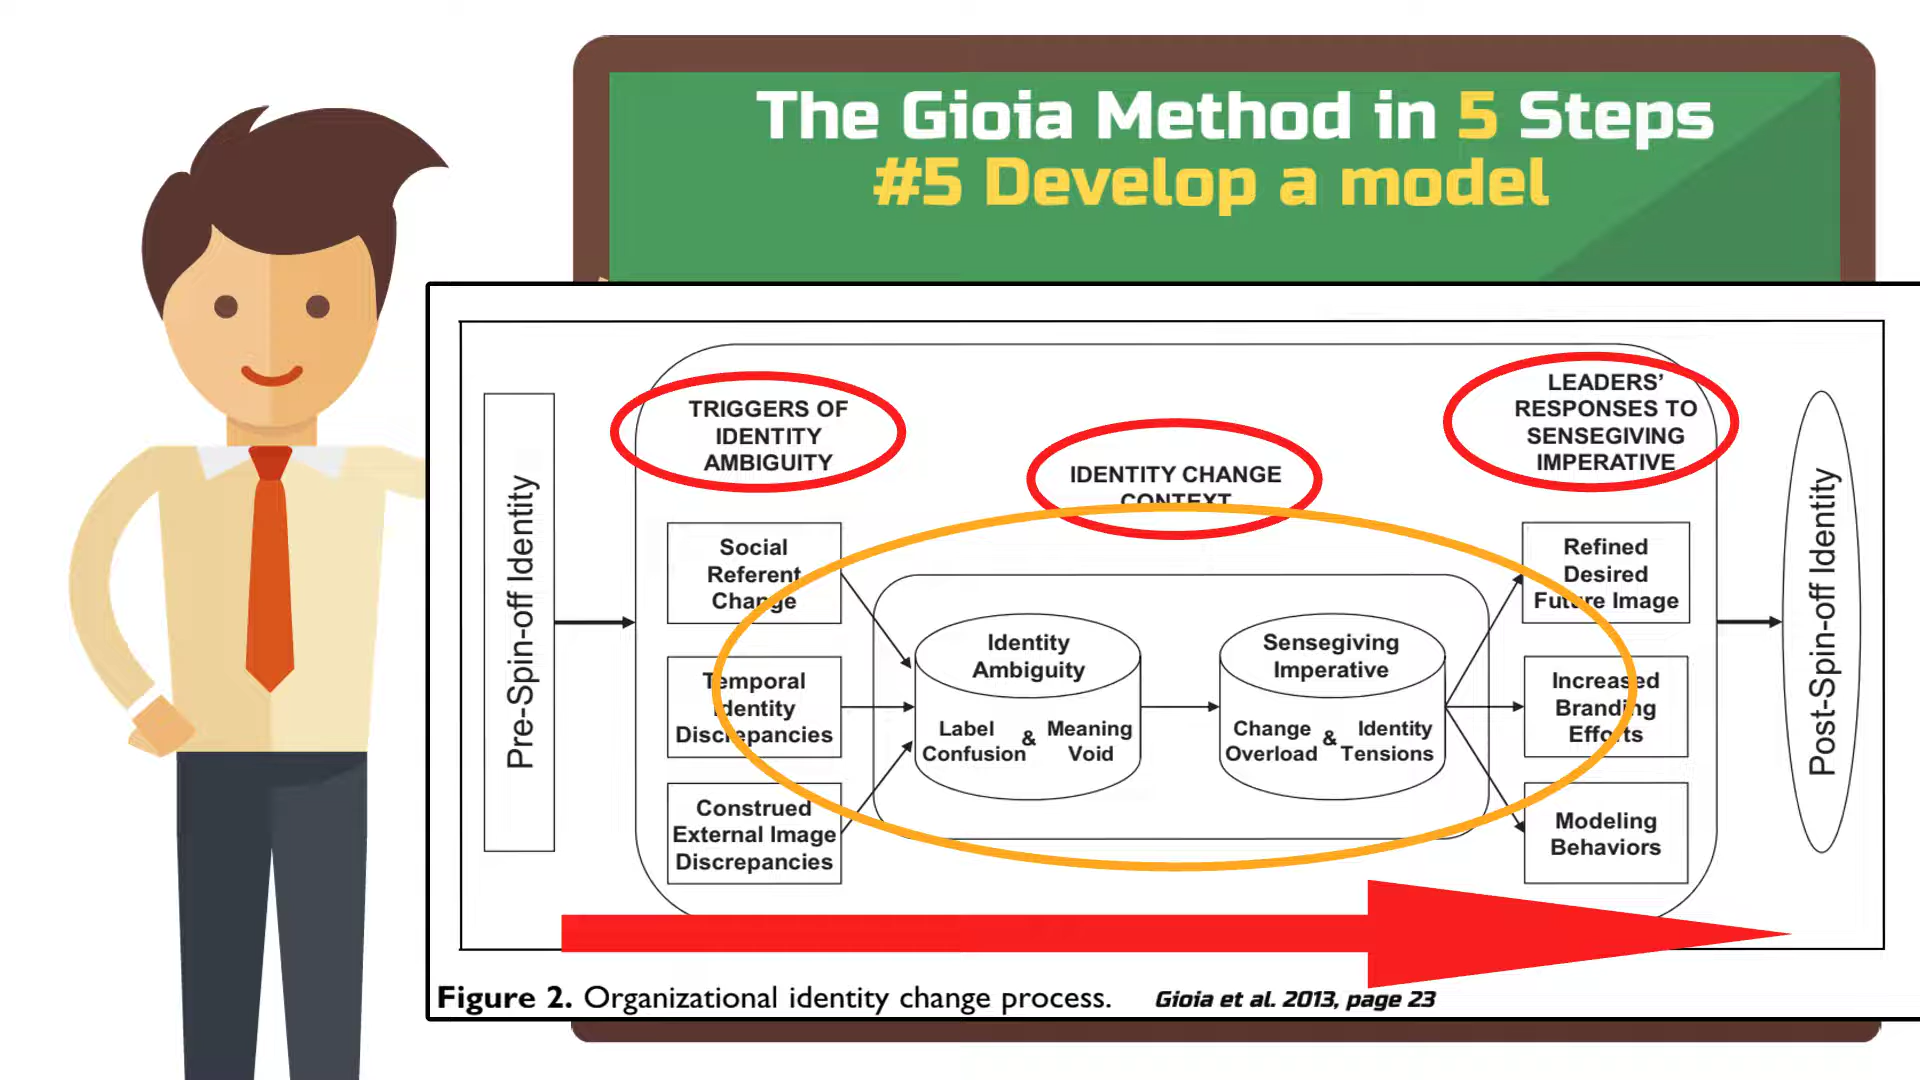 The Gioia Method in 5 Steps
#5 Develop a model
Pre-Spin-off Identity
TRIGGERS OF
IDENTITY
AMBIGUITY
Social
Referent
Change
Temporal
Identity
Discrepancies
Construed
External Image
Discrepancies
IDENTITY CHANGE
CONTEXT
Identity
Ambiguity
Label
Confusion
&
Meaning
Void
Sensegiving
Imperative
Change
Overload
&
Identity
Tensions
LEADERS’
RESPONSES TO
SENSEGIVING
IMPERATIVE
Refined
Desired
Future Image
Increased
Branding
Efforts
Modeling
Behaviors
Post-Spin-off Identity
Figure 2. Organizational identity change process.
Gioia et al. 2013, page 23